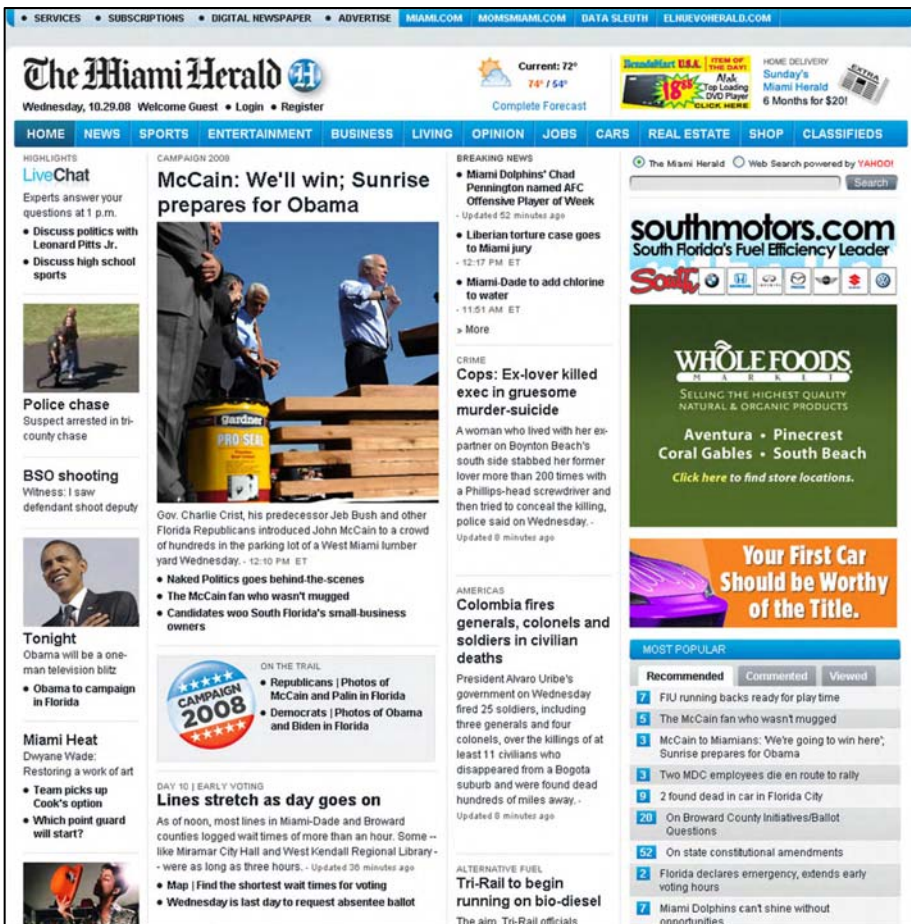 • SERVICES • SUBSCRIPTIONS • DIGITAL NEWSPAPER • ADVERTISE MIAMI.COM MOMSMIAMI.COM DATA SLEUTH ELNUEVOHERALD.COM
The Miami Herald H
Wednesday, 10.29.08 Welcome Guest • Login • Register
Current: 72°
74° / 54°
Complete Forecast
BrandsMart U.S.A. ITEM OF THE DAY!
18
Top Loading
DVD Player
CLICK HERE
HOME DELIVERY
Sunday's
Miami Herald
6 Months for $20!
EXTRA
HOME NEWS SPORTS ENTERTAINMENT BUSINESS LIVING OPINION JOBS CARS REAL ESTATE SHOP CLASSIFIEDS
HIGHLIGHTS
LiveChat
Experts answer your
questions at 1 p.m.
• Discuss politics with
Leonard Pitts Jr.
• Discuss high school
sports
Police chase
Suspect arrested in tri-
county chase
BSO shooting
Witness: I saw
defendant shoot deputy
Tonight
Obama will be a one-
man television blitz
• Obama to campaign
in Florida
Miami Heat
Dwyane Wade:
Restoring a work of art
• Team picks up
Cook's option
• Which point guard
will start?
CAMPAIGN 2008
McCain: We'll win; Sunrise
prepares for Obama
gardner
PRO SEAL
Gov. Charlie Crist, his predecessor Jeb Bush and other
Florida Republicans introduced John McCain to a crowd
of hundreds in the parking lot of a West Miami lumber
yard Wednesday. - 12:10 PM ET
• Naked Politics goes behind-the-scenes
• The McCain fan who wasn't mugged
• Candidates woo South Florida's small-business
owners
CAMPAIGN
2008
ON THE TRAIL
• Republicans | Photos of
McCain and Palin in Florida
• Democrats | Photos of Obama
and Biden in Florida
DAY 10 | EARLY VOTING
Lines stretch as day goes on
As of noon, most lines in Miami-Dade and Broward
counties logged wait times of more than an hour. Some --
like Miramar City Hall and West Kendall Regional Library -
- were as long as three hours. - Updated 36 minutes ago
• Map | Find the shortest wait times for voting
• Wednesday is last day to request absentee ballot
BREAKING NEWS
• Miami Dolphins' Chad
Pennington named AFC
Offensive Player of Week
- Updated 52 minutes ago
• Liberian torture case goes
to Miami jury
- 12:17 PM ET
• Miami-Dade to add chlorine
to water
- 11:51 AM ET
» More
CRIME
Cops: Ex-lover killed
exec in gruesome
murder-suicide
A woman who lived with her ex-
partner on Boynton Beach's
south side stabbed her former
lover more than 200 times with
a Phillips-head screwdriver and
then tried to conceal the killing,
police said on Wednesday. -
Updated 8 minutes ago
AMERICAS
Colombia fires
generals, colonels and
soldiers in civilian
deaths
President Alvaro Uribe's
government on Wednesday
fired 25 soldiers, including
three generals and four
colonels, over the killings of at
least 11 civilians who
disappeared from a Bogota
suburb and were found dead
hundreds of miles away. -
Updated 8 minutes ago
ALTERNATIVE FUEL
Tri-Rail to begin
running on bio-diesel
The aim, Tri-Rail officials
The Miami Herald Web Search powered by YAHOO!
Search
southmotors.com
South Florida's Fuel Efficiency Leader
South
WHOLE FOODS
MARKET
SELLING THE HIGHEST QUALITY
NATURAL & ORGANIC PRODUCTS
Aventura • Pinecrest
Coral Gables • South Beach
Click here to find store locations.
Your First Car
Should be Worthy
of the Title.
MOST POPULAR
Recommended Commented Viewed
7 FIU running backs ready for play time
5 The McCain fan who wasn't mugged
3 McCain to Miamians: 'We're going to win here';
Sunrise prepares for Obama
3 Two MDC employees die en route to rally
9 2 found dead in car in Florida City
20 On Broward County Initiatives/Ballot
Questions
52 On state constitutional amendments
2 Florida declares emergency, extends early
voting hours
7 Miami Dolphins can't shine without
opportunities